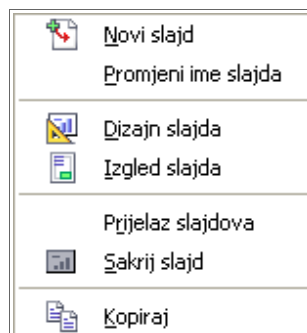 Novi slajd
Promjeni ime slajda
Dizajn slajda
Izgled slajda
Prijelaz slajdova
Sakrij slajd
Kopiraj